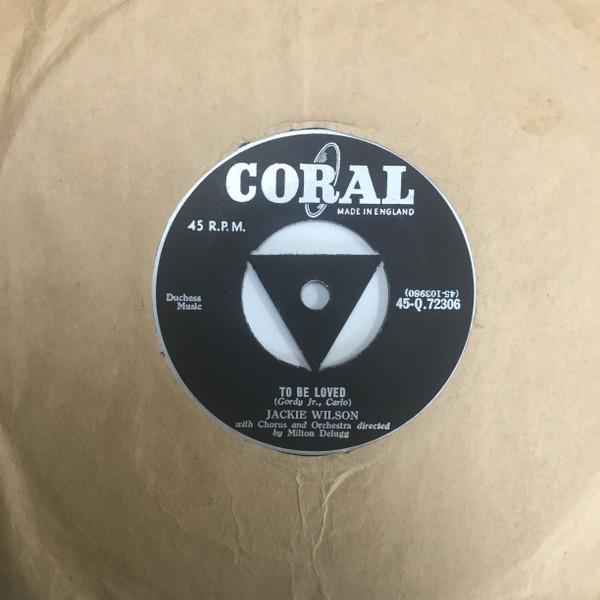 CORAL
MADE IN ENGLAND
45 R.P.M.
Duchess
Music
(45-103980)
45-Q.72306
TO BE LOVED
(Gordy Jr., Carlo)
JACKIE WILSON
with Chorus and Orchestra directed
by Milton Delugg